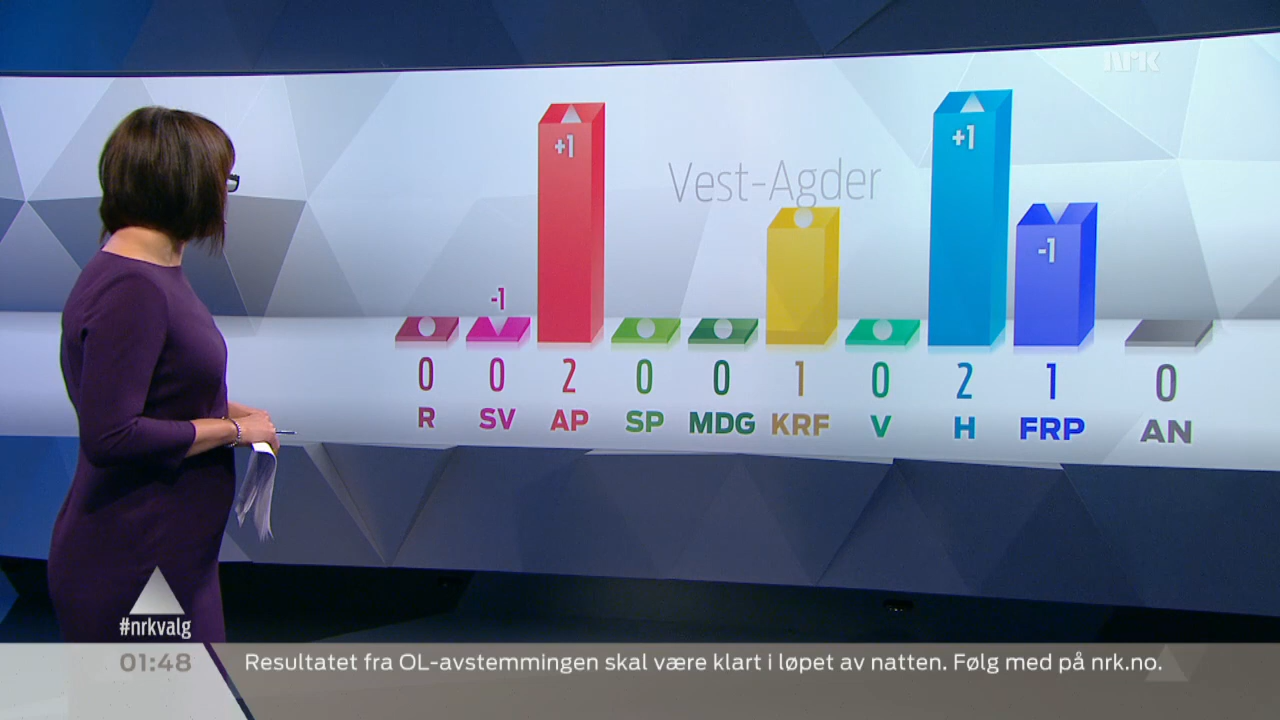 nrk
Vest-Agder
+1
+1
-1
-1
0 0 2 0 0 1 0 2 1 0
R SV AP SP MDG KRF V H FRP AN
#nrkvalg
01:48 Resultatet fra OL-avstemmingen skal være klart i løpet av natten. Følg med på nrk.no.